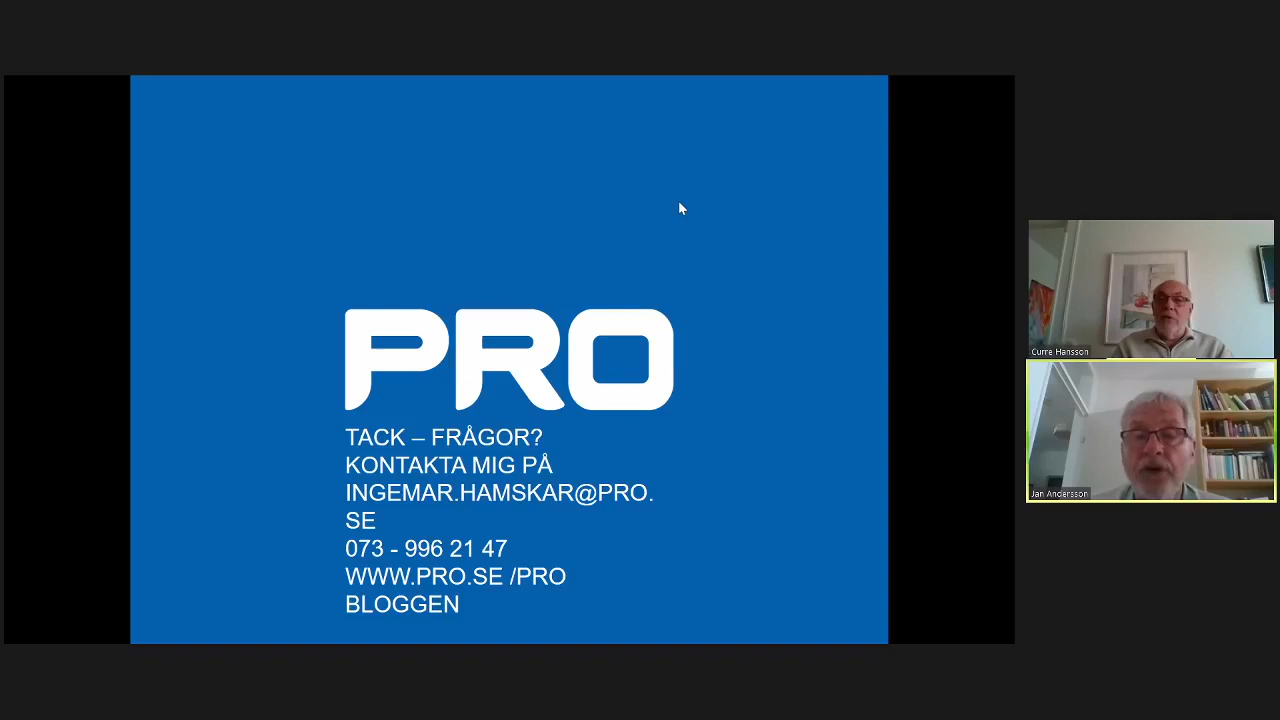 PRO
TACK – FRÅGOR?
KONTAKTA MIG PÅ
INGEMAR.HAMSKAR@PRO.
SE
073 - 996 21 47
WWW.PRO.SE /PRO
BLOGGEN
Curre Hansson
Jan Andersson